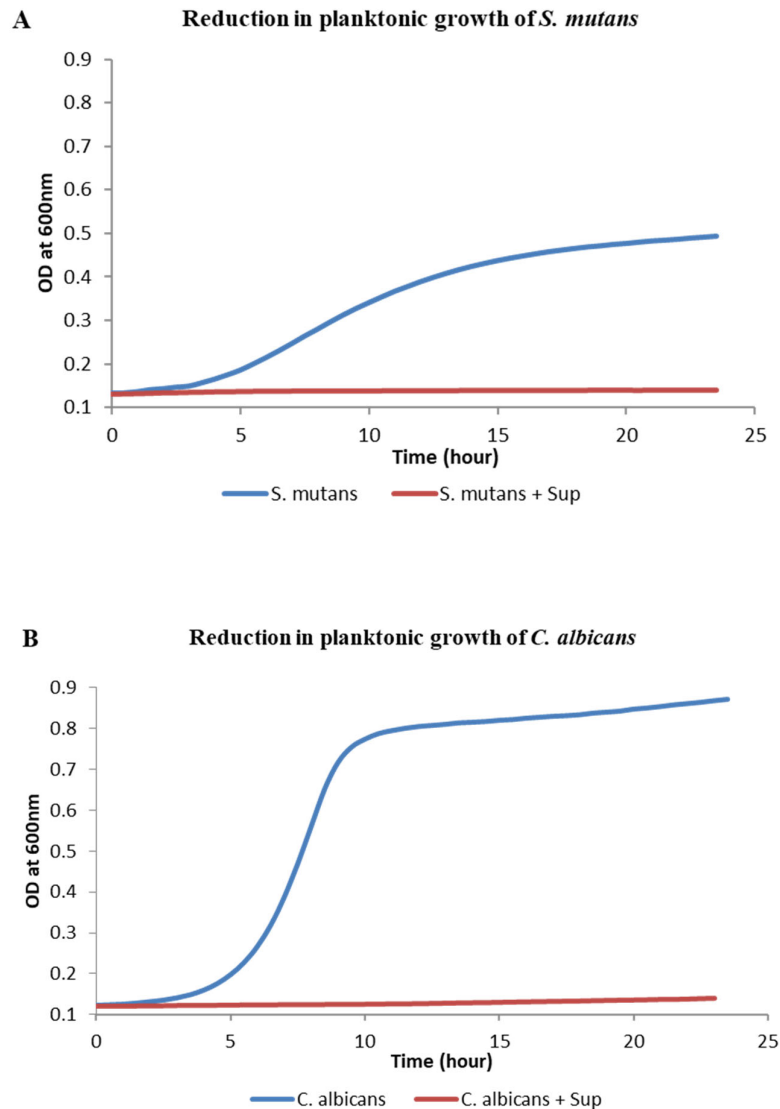 A
Reduction in planktonic growth of S. mutans
0.9
0.8
0.7
0.6
0.5
0.4
0.3
0.2
0.1
OD at 600nm
0 5 10 15 20 25
Time (hour)
S. mutans S. mutans + Sup
B
Reduction in planktonic growth of C. albicans
0.9
0.8
0.7
0.6
0.5
0.4
0.3
0.2
0.1
OD at 600nm
0 5 10 15 20 25
Time (hour)
C. albicans C. albicans + Sup